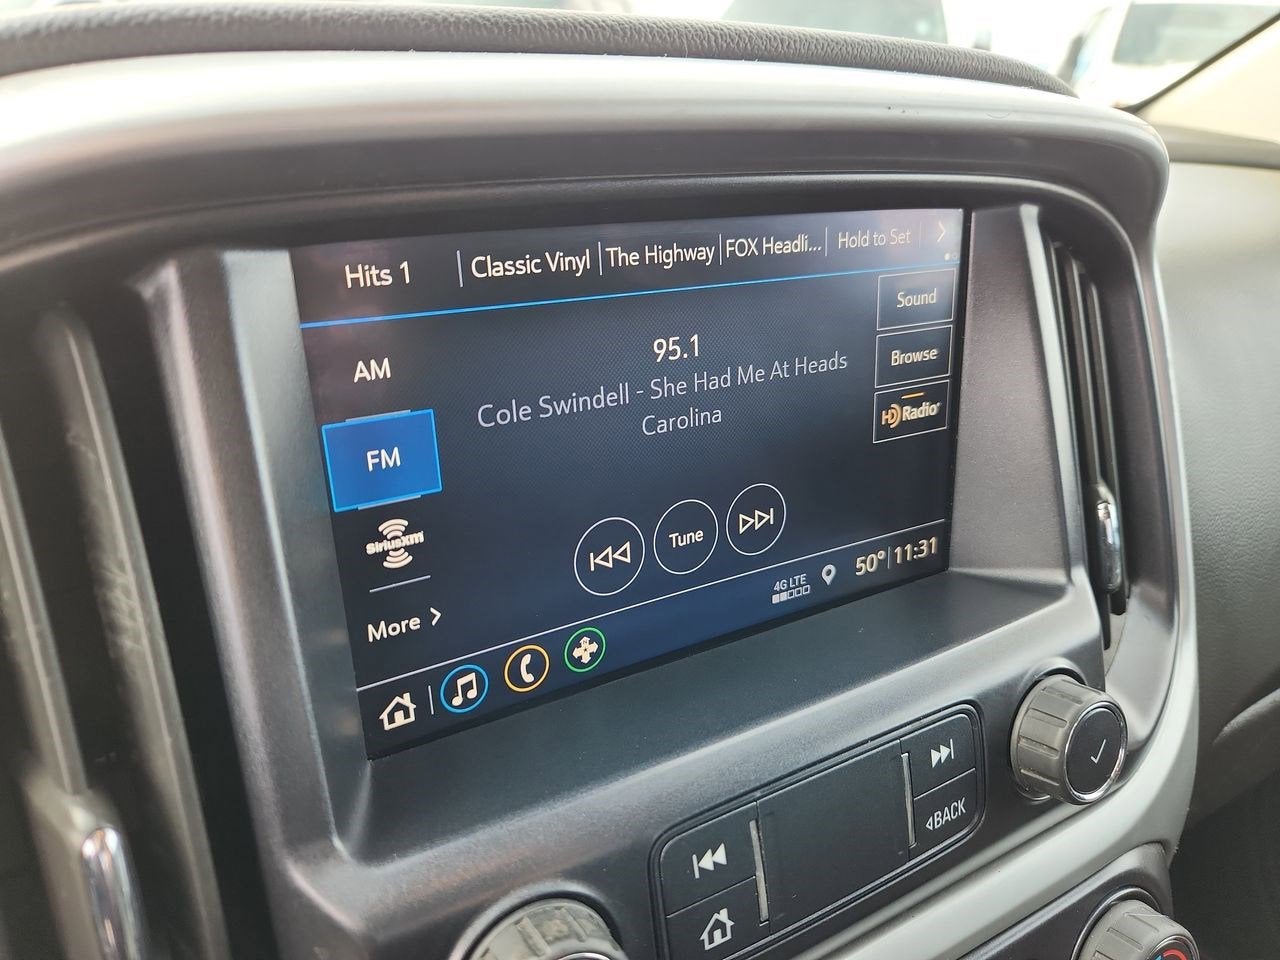 Hits 1
Classic Vinyl
The Highway
FOX Headli...
Hold to Set
Sound
AM
95.1
Browse
Cole Swindell - She Had Me At Heads
Carolina
HD Radio
FM
SiriusXM
Tune
More
4G LTE
50° 11:31
N
BACK